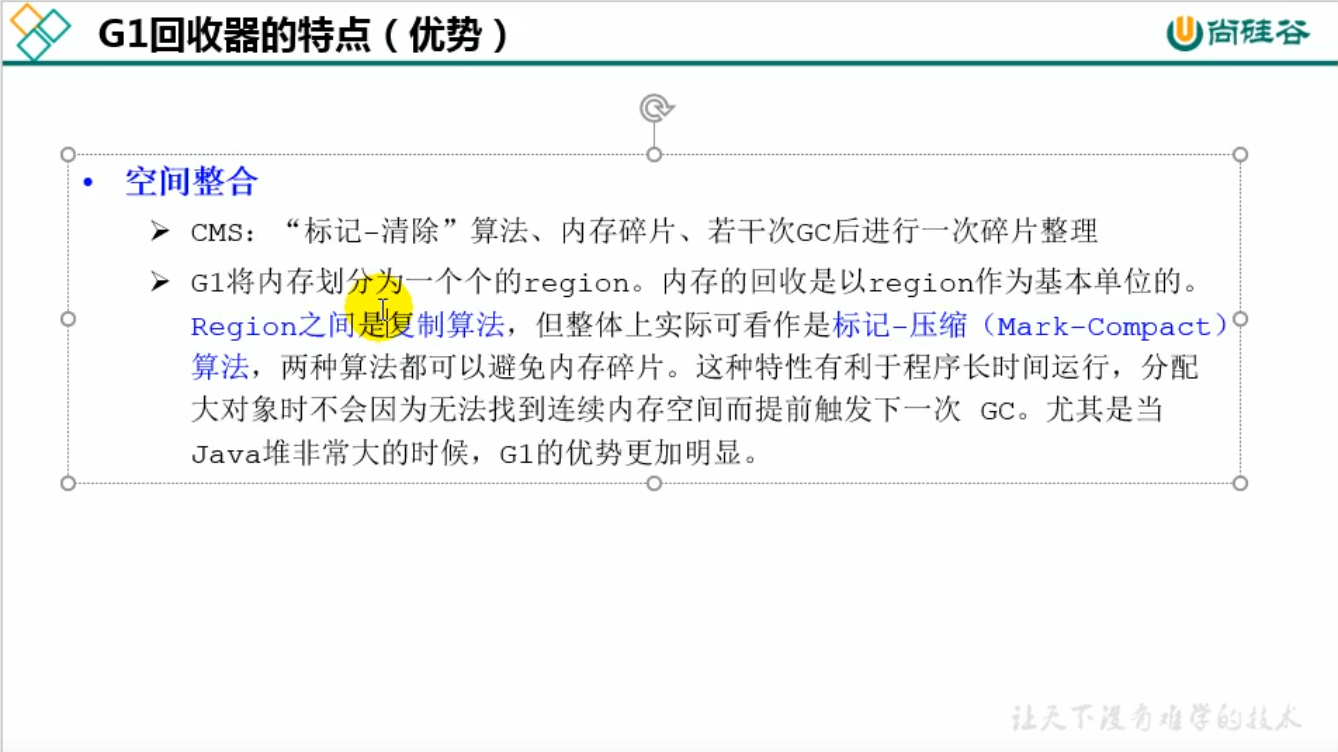 G1回收器的特点（优势）
尚硅谷
• 空间整合
➢ CMS：“标记-清除”算法、内存碎片、若干次GC后进行一次碎片整理
➢ G1将内存划分为一个个的region。内存的回收是以region作为基本单位的。
Region之间是复制算法，但整体上实际可看作是标记-压缩（Mark-Compact）
算法，两种算法都可以避免内存碎片。这种特性有利于程序长时间运行，分配
大对象时不会因为无法找到连续内存空间而提前触发下一次 GC。尤其是当
Java堆非常大的时候，G1的优势更加明显。
让天下没有难学的技术